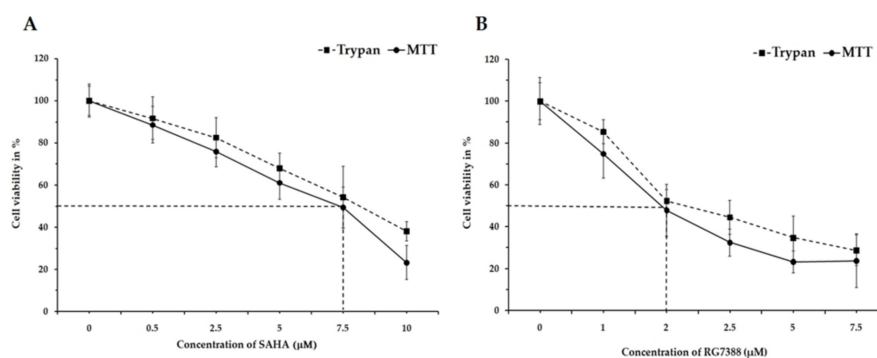 A
Trypan MTT
120
100
80
60
40
20
0
Cell viability in %
0 0.5 2.5 5 7.5 10
Concentration of SAHA (µM)
B
Trypan MTT
120
100
80
60
40
20
0
Cell viability in %
0 1 2 2.5 5 7.5
Concentration of RG7388 (µM)